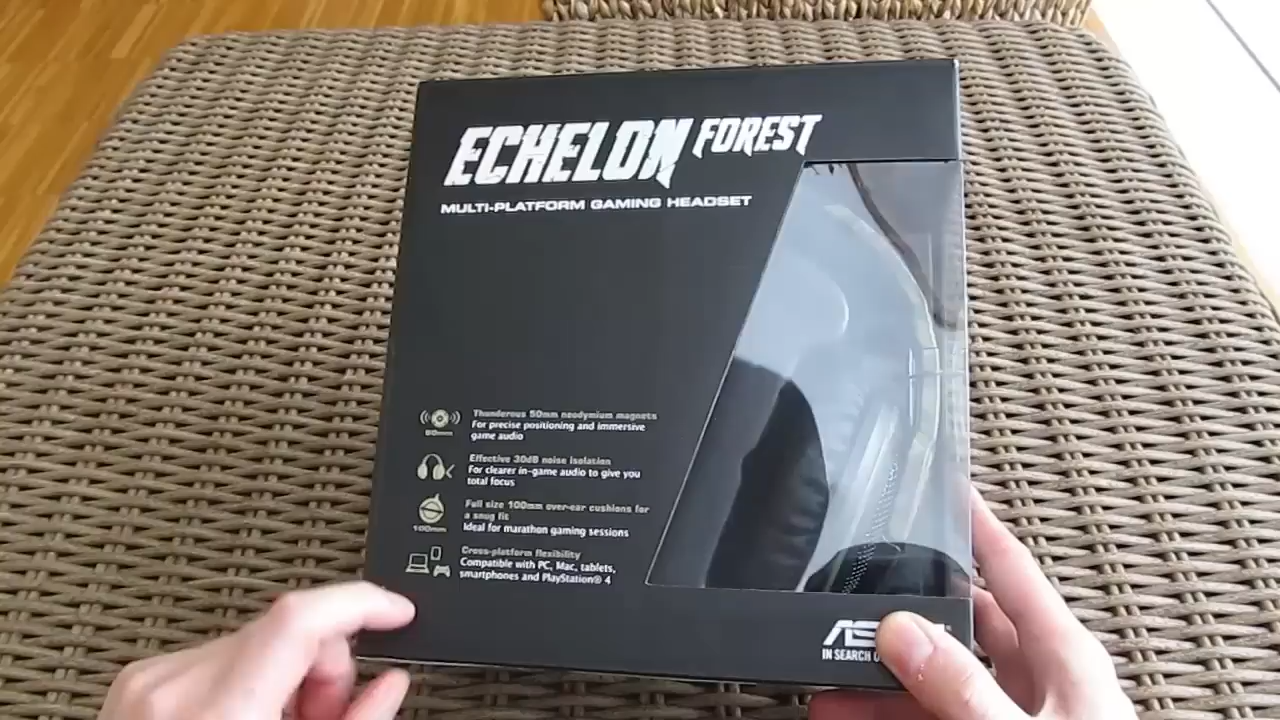 ECHELON FOREST
MULTI-PLATFORM GAMING HEADSET
50mm
Thunderous 50mm neodymium magnets
For precise positioning and immersive
game audio
Effective 30dB noise isolation
For clearer in-game audio to give you
total focus
100mm
Full size 100mm over-ear cushions for
a snug fit
Ideal for marathon gaming sessions
Cross-platform flexibility
Compatible with PC, Mac, tablets,
smartphones and PlayStation® 4
IN SEARCH